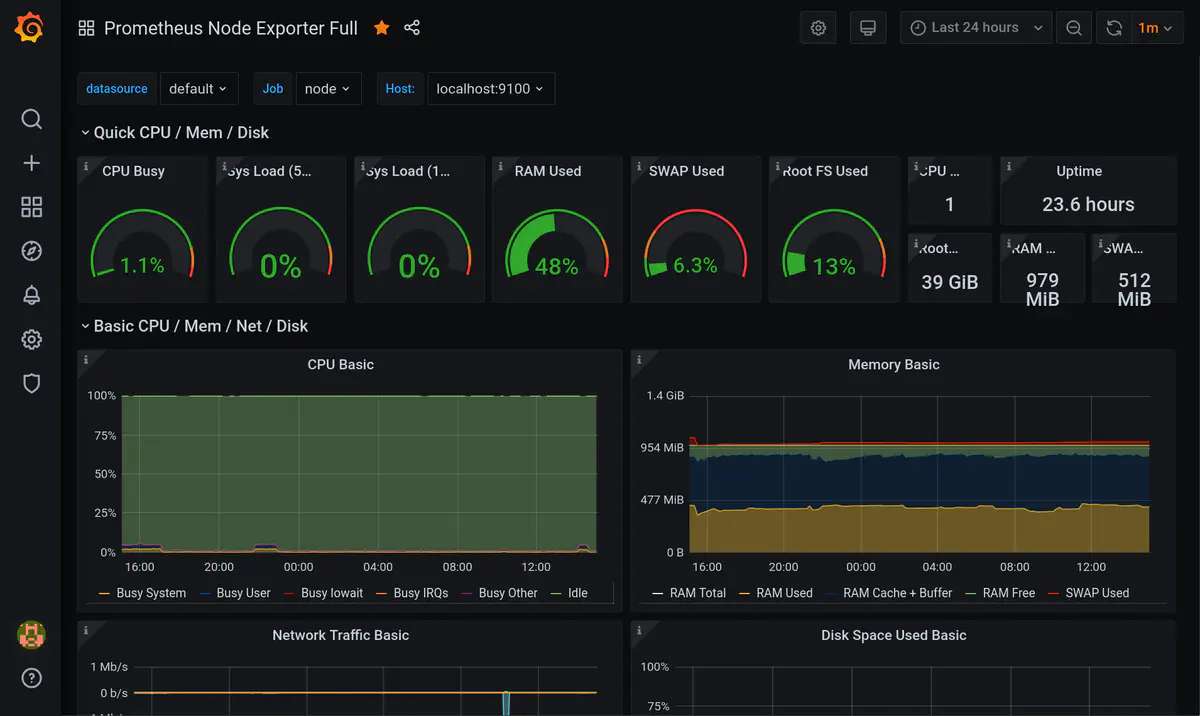 Prometheus Node Exporter Full
Last 24 hours
1m
datasource default Job node Host: localhost:9100
Quick CPU / Mem / Disk
CPU Busy
1.1%
Sys Load (5...
0%
Sys Load (1...
0%
RAM Used
48%
SWAP Used
6.3%
Root FS Used
13%
CPU ...
1
Uptime
23.6 hours
Root...
39 GiB
RAM ...
979
MiB
SWA...
512
MiB
Basic CPU / Mem / Net / Disk
CPU Basic
100%
75%
50%
25%
0%
16:00 20:00 00:00 04:00 08:00 12:00
Busy System Busy User Busy Iowait Busy IRQs Busy Other Idle
Memory Basic
1.4 GiB
954 MiB
477 MiB
0 B
16:00 20:00 00:00 04:00 08:00 12:00
RAM Total RAM Used RAM Cache + Buffer RAM Free SWAP Used
Network Traffic Basic
1 Mb/s
0 b/s
Disk Space Used Basic
100%
75%